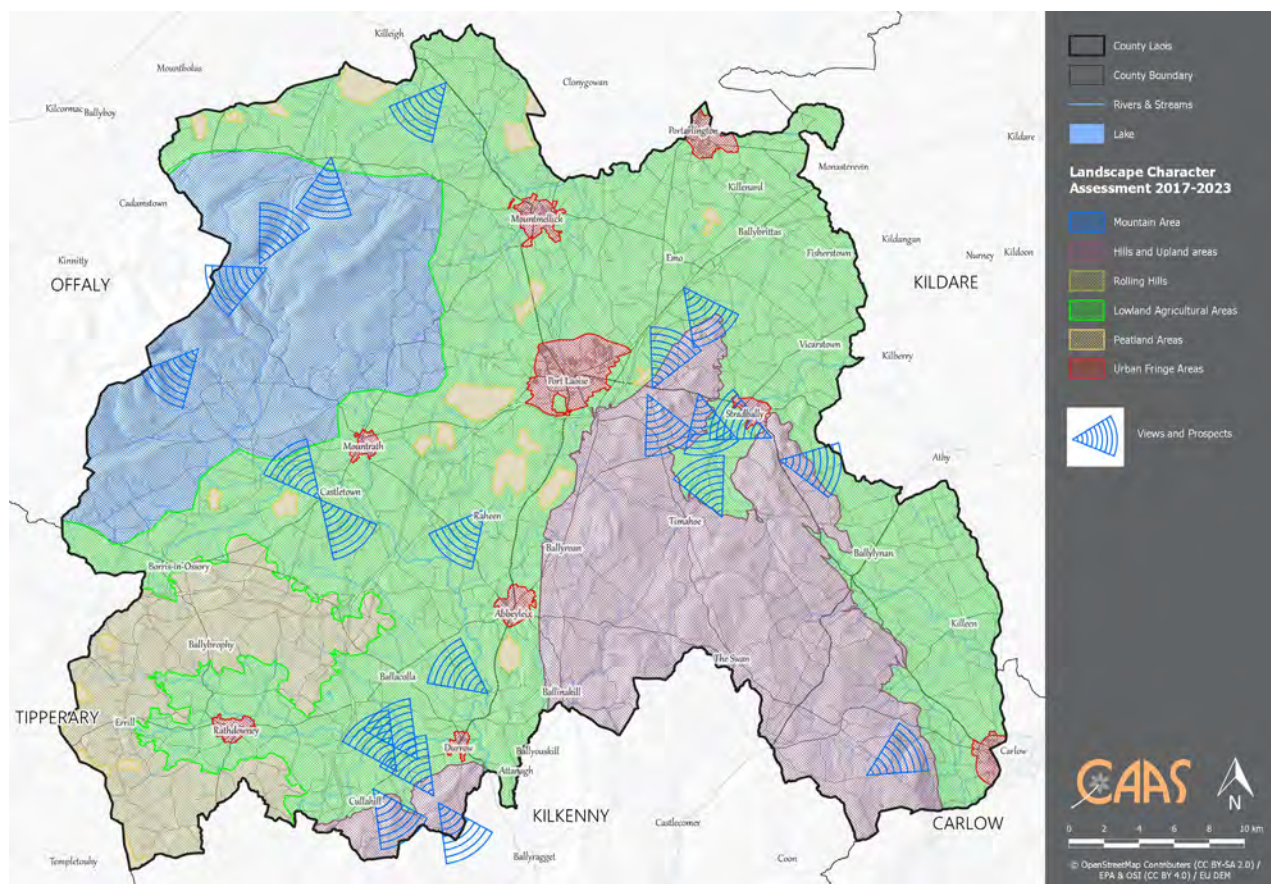 Killeigh
Mountbolus
Clonygowan
Kilcormac
Ballyboy
Portarlington
Kildare
Monasterevin
Killenard
Cadamstown
Mountmellick
Ballybrittas
Kildangan
Fisherstown
Nurney
Kildoon
Emo
Kinnitty
OFFALY
KILDARE
Vicarstown
Kilberry
Port Laoise
Stradbally
Mountrath
Athy
Castletown
Raheen
Timahoe
Ballyroan
Ballylynan
Borris-in-Ossory
Abbeyleix
Killeen
Ballybrophy
The Swan
Ballacolla
Ballinakill
TIPPERARY
Errill
Rathdowney
Durrow
Ballyouskill
Carlow
Attanagh
Cullahill
KILKENNY
Castlecomer
CARLOW
Templetouhy
Ballyragget
Coon
County Laois
County Boundary
Rivers & Streams
Lake
Landscape Character
Assessment 2017-2023
Mountain Area
Hills and Upland areas
Rolling Hills
Lowland Agricultural Areas
Peatland Areas
Urban Fringe Areas
Views and Prospects
CAAS
N
0 2 4 6 8 10 km
© OpenStreetMap Contributers (CC BY-SA 2.0) /
EPA & OSI (CC BY 4.0) / EU DEM